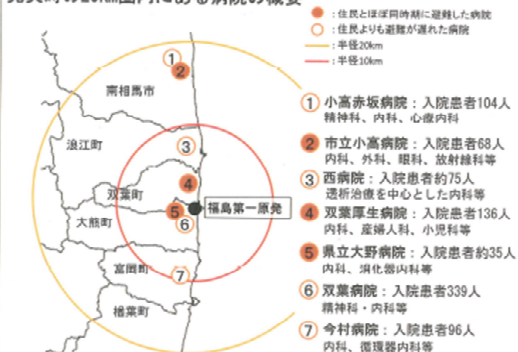 :住民とほぼ同時期に避難した病院
:住民よりも避難が遅れた病院
:半径20km
:半径10km
南相馬市
浪江町
双葉町
大熊町
富岡町
楢葉町
福島第一原発
1
2
3
4
5
6
7
① 小高赤坂病院:入院患者104人
精神科、内科、心療内科
② 市立小高病院:入院患者68人
内科、外科、眼科、放射線科等
③ 西病院:入院患者約75人
透析治療を中心とした内科等
④ 双葉厚生病院:入院患者136人
内科、産婦人科、小児科等
⑤ 県立大野病院:入院患者約35人
内科、消化器内科等
⑥ 双葉病院:入院患者339人
精神科・内科等
⑦ 今村病院:入院患者96人
内科、循環器内科等